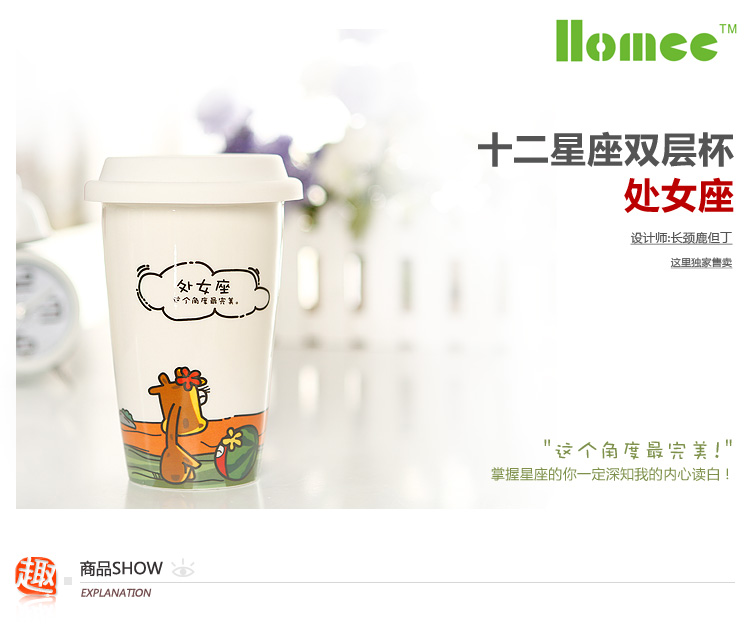 Homee™
十二星座双层杯
处女座
设计师:长颈鹿但丁
这里独家售卖
处女座
这个角度最完美。
"这个角度最完美!"
掌握星座的你一定深知我的内心读白！
趣
商品SHOW
EXPLANATION